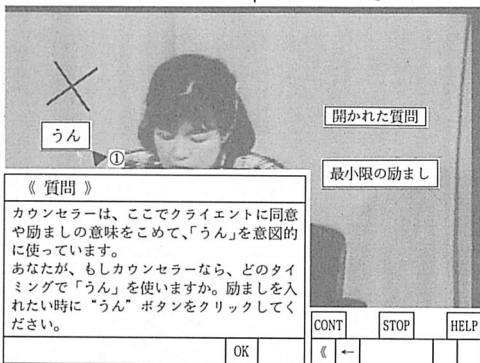 うん
①
開かれた質問
最小限の励まし
《 質問 》
カウンセラーは、ここでクライエントに同意
や励ましの意味をこめて、「うん」を意図的
に使っています。
あなたが、もしカウンセラーなら、どのタイ
ミングで「うん」を使いますか。励ましを入
れたい時に“うん”ボタンをクリックしてく
ださい。
OK
CONT STOP HELP
《 ←